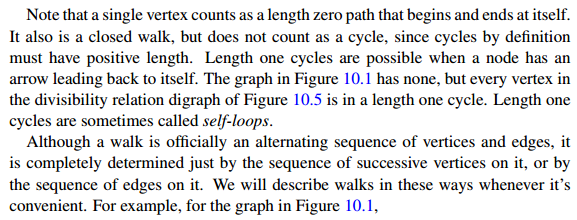 Note that a single vertex counts as a length zero path that begins and ends at itself.
It also is a closed walk, but does not count as a cycle, since cycles by definition
must have positive length. Length one cycles are possible when a node has an
arrow leading back to itself. The graph in Figure 10.1 has none, but every vertex in
the divisibility relation digraph of Figure 10.5 is in a length one cycle. Length one
cycles are sometimes called self-loops.
Although a walk is officially an alternating sequence of vertices and edges, it
is completely determined just by the sequence of successive vertices on it, or by
the sequence of edges on it. We will describe walks in these ways whenever it’s
convenient. For example, for the graph in Figure 10.1,